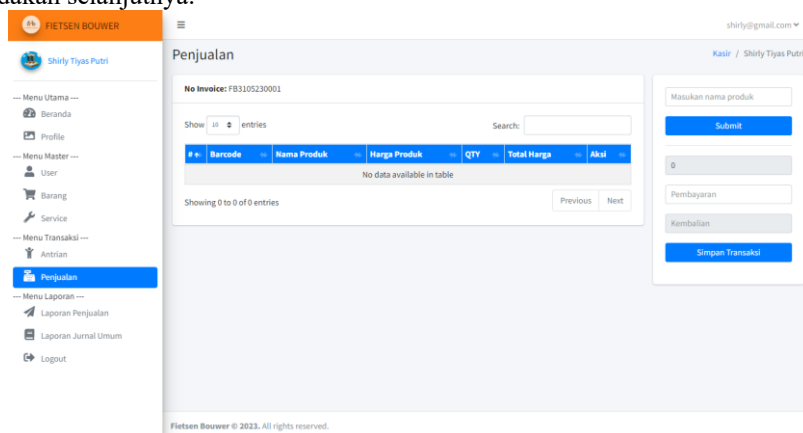 dakan selanjutnya.
FIETSEN BOUWER
shirly@gmail.com
Shirly Tiyas Putri
Penjualan
Kasir / Shirly Tiyas Putri
No Invoice: FB3105230001
Masukan nama produk
--- Menu Utama ---
Beranda
Show 10 entries
Search:
Submit
Profile
--- Menu Master ---
# Barcode Nama Produk Harga Produk QTY Total Harga Aksi
User
No data available in table
0
Barang
Showing 0 to 0 of 0 entries
Previous Next
Pembayaran
Service
Kembalian
--- Menu Transaksi ---
Antrian
Simpan Transaksi
Penjualan
--- Menu Laporan ---
Laporan Penjualan
Laporan Jurnal Umum
Logout
Fietsen Bouwer © 2023. All rights reserved.